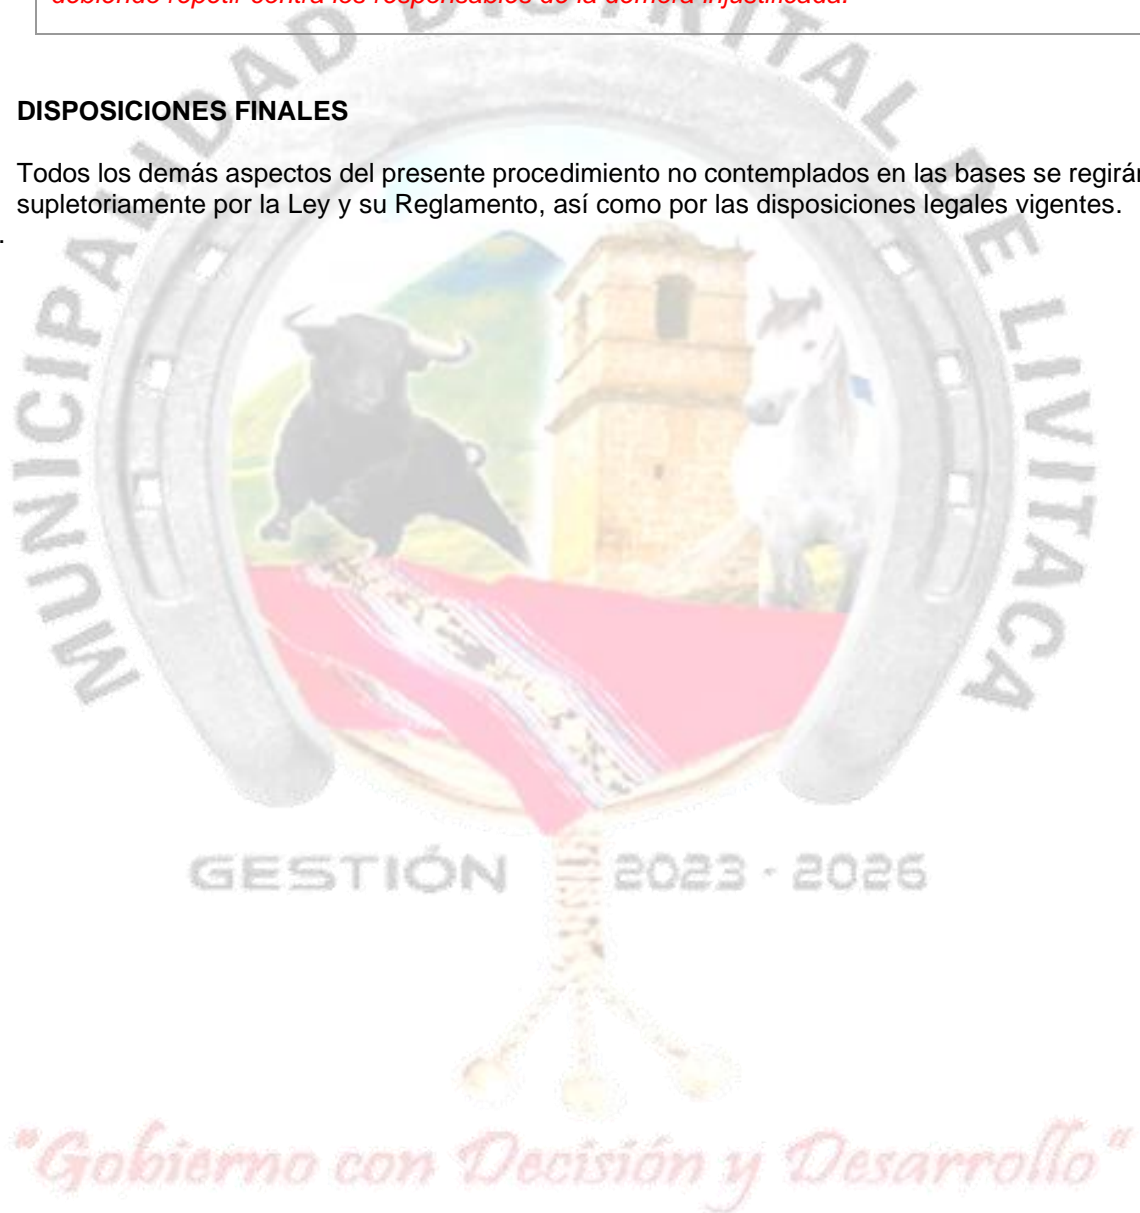 debiendo repetir contra los responsables de la demora injustificada.
DISPOSICIONES FINALES
Todos los demás aspectos del presente procedimiento no contemplados en las bases se regirán
supletoriamente por la Ley y su Reglamento, así como por las disposiciones legales vigentes.
.
MUNICIPALIDAD DISTRITAL DE LIVITACA
GESTIÓN 2023 - 2026
"Gobierno con Decisión y Desarrollo"